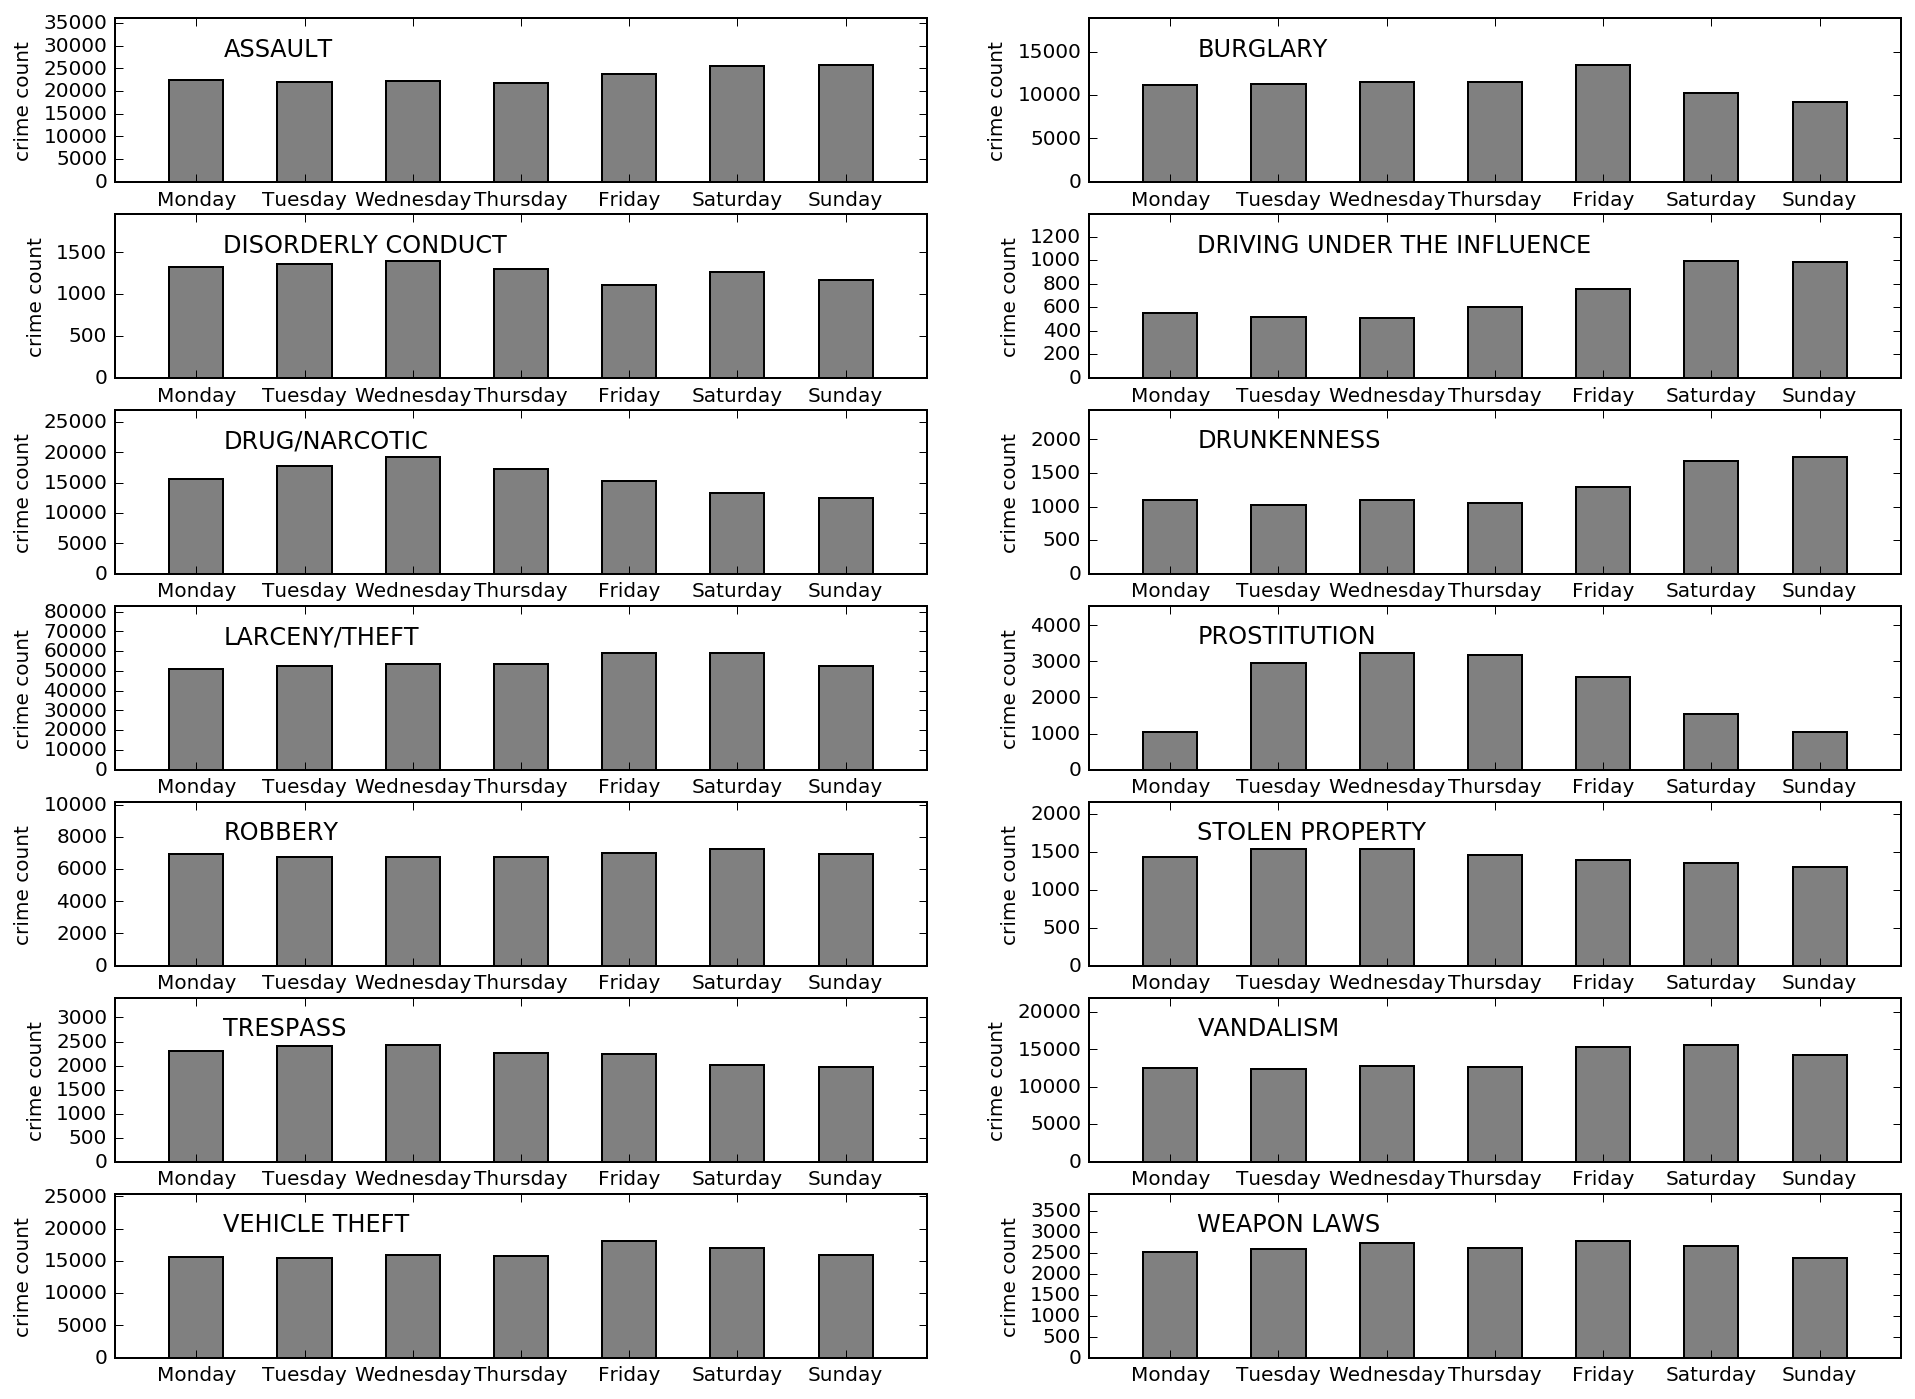 35000
30000
25000
20000
15000
10000
5000
0
crime count
ASSAULT
Monday Tuesday Wednesday Thursday Friday Saturday Sunday
15000
10000
5000
0
crime count
BURGLARY
Monday Tuesday Wednesday Thursday Friday Saturday Sunday
1500
1000
500
0
crime count
DISORDERLY CONDUCT
Monday Tuesday Wednesday Thursday Friday Saturday Sunday
1200
1000
800
600
400
200
0
crime count
DRIVING UNDER THE INFLUENCE
Monday Tuesday Wednesday Thursday Friday Saturday Sunday
25000
20000
15000
10000
5000
0
crime count
DRUG/NARCOTIC
Monday Tuesday Wednesday Thursday Friday Saturday Sunday
2000
1500
1000
500
0
crime count
DRUNKENNESS
Monday Tuesday Wednesday Thursday Friday Saturday Sunday
80000
70000
60000
50000
40000
30000
20000
10000
0
crime count
LARCENY/THEFT
Monday Tuesday Wednesday Thursday Friday Saturday Sunday
4000
3000
2000
1000
0
crime count
PROSTITUTION
Monday Tuesday Wednesday Thursday Friday Saturday Sunday
10000
8000
6000
4000
2000
0
crime count
ROBBERY
Monday Tuesday Wednesday Thursday Friday Saturday Sunday
2000
1500
1000
500
0
crime count
STOLEN PROPERTY
Monday Tuesday Wednesday Thursday Friday Saturday Sunday
3000
2500
2000
1500
1000
500
0
crime count
TRESPASS
Monday Tuesday Wednesday Thursday Friday Saturday Sunday
20000
15000
10000
5000
0
crime count
VANDALISM
Monday Tuesday Wednesday Thursday Friday Saturday Sunday
25000
20000
15000
10000
5000
0
crime count
VEHICLE THEFT
Monday Tuesday Wednesday Thursday Friday Saturday Sunday
3500
3000
2500
2000
1500
1000
500
0
crime count
WEAPON LAWS
Monday Tuesday Wednesday Thursday Friday Saturday Sunday